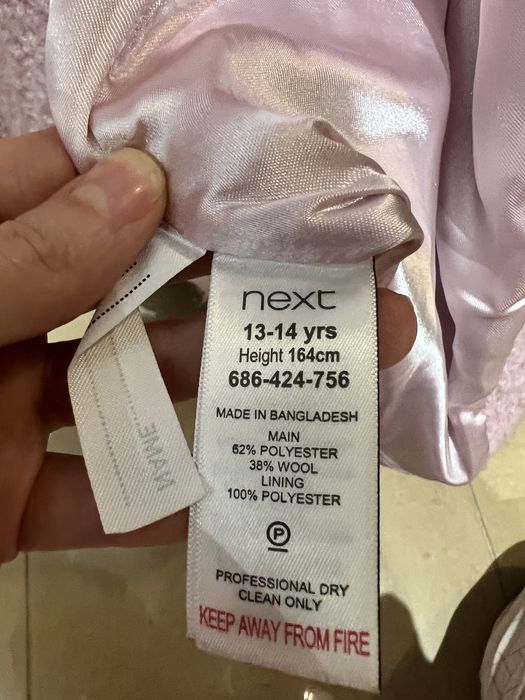 next
13-14 yrs
Height 164cm
686-424-756
MADE IN BANGLADESH
MAIN
62% POLYESTER
38% WOOL
LINING
100% POLYESTER
P
PROFESSIONAL DRY
CLEAN ONLY
KEEP AWAY FROM FIRE
NAME